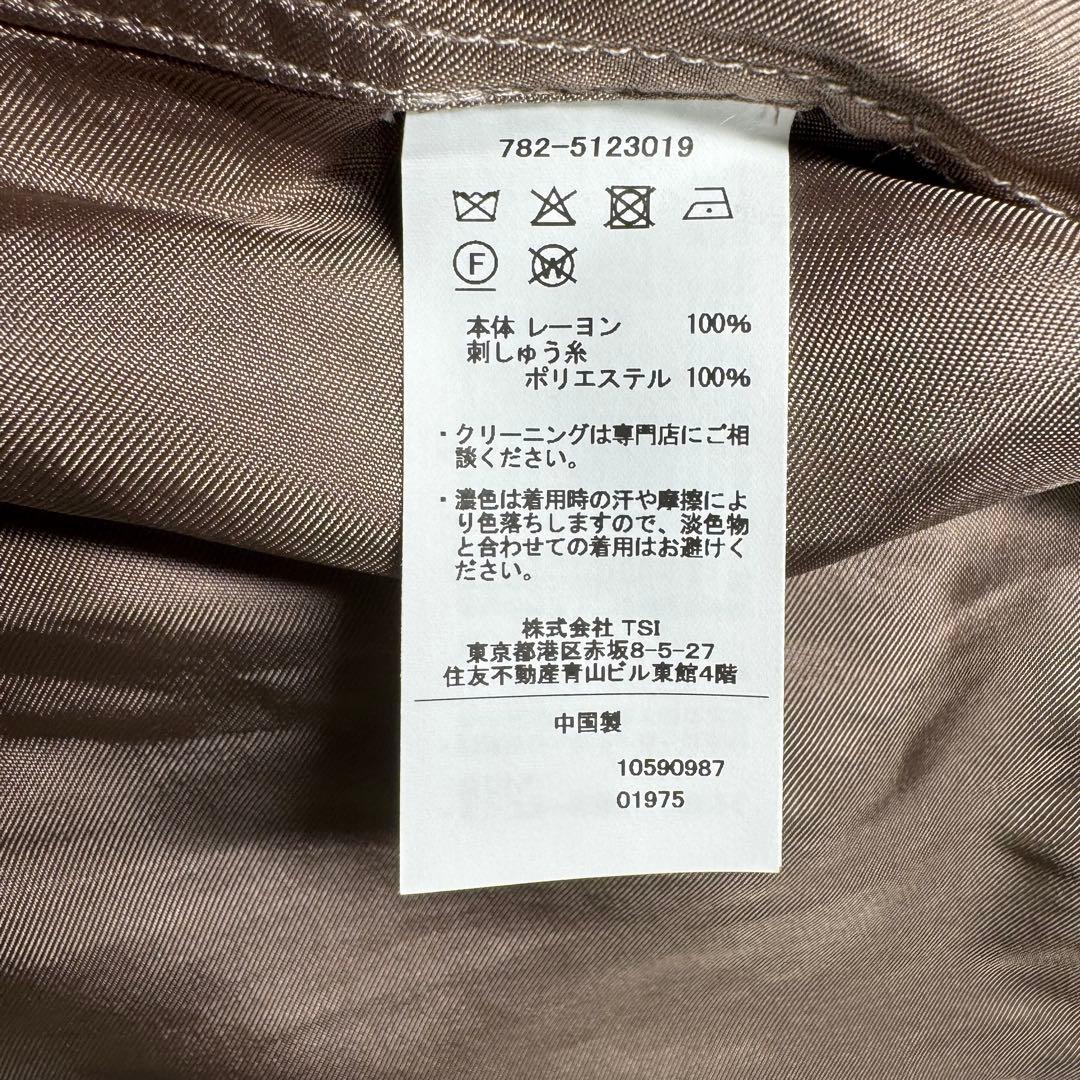 782-5123019
F W
本体 レーヨン 100%
刺しゅう糸
ポリエステル 100%
・クリーニングは専門店にご相
談ください。
・濃色は着用時の汗や摩擦によ
り色落ちしますので、淡色物
と合わせての着用はお避けく
ださい。
株式会社 TSI
東京都港区赤坂8-5-27
住友不動産青山ビル東館4階
中国製
10590987
01975